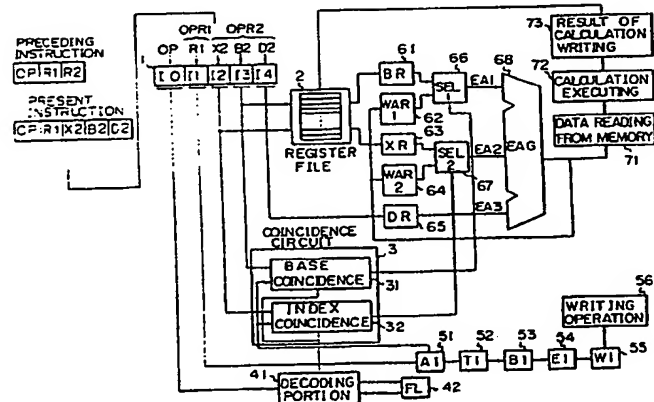 PRECEDING
INSTRUCTION
CP R1 R2
PRESENT
INSTRUCTION
CP R1 X2 B2 D2
OPR1 OPR2
OP R1 X2 B2 D2
1
I0 I1 I2 I3 I4
2
REGISTER
FILE
61
BR
WAR
1
62
63
XR
WAR
2
64
DR
65
66
SEL
1
SEL
2
67
EA1
EA2
EA3
68
EAG
73
RESULT OF
CALCULATION
WRITING
72
CALCULATION
EXECUTING
DATA READING
FROM MEMORY
71
COINCIDENCE
CIRCUIT
3
BASE
COINCIDENCE
31
INDEX
COINCIDENCE
32
41
DECODING
PORTION
FL
42
51
A1
52
T1
53
B1
54
E1
W1
55
56
WRITING
OPERATION